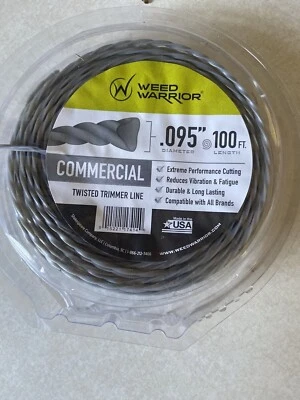 WEED
WARRIOR®
.095" 100 FT.
DIAMETER LENGTH
COMMERCIAL
TWISTED TRIMMER LINE
Extreme Performance Cutting
Reduces Vibration & Fatigue
Durable & Long Lasting
Compatible with All Brands
Made in the
USA
WWW.WEEDWARRIOR.COM